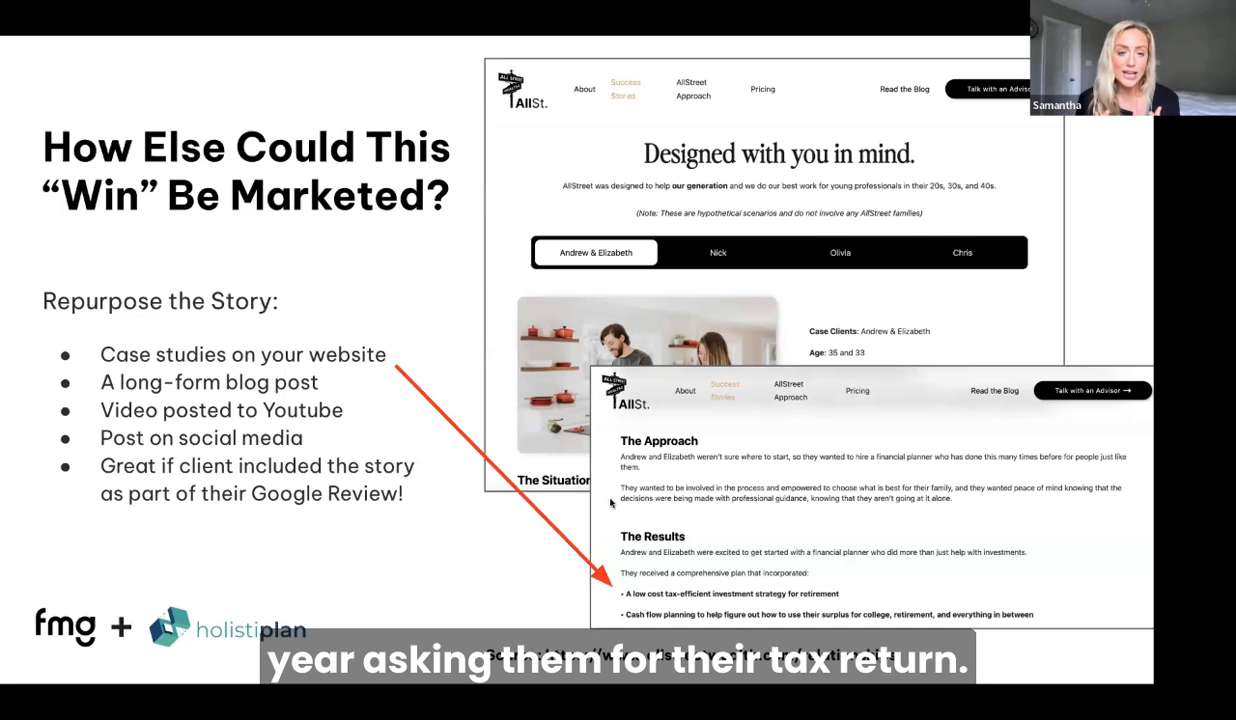 How Else Could This
“Win” Be Marketed?
Repurpose the Story:
● Case studies on your website
● A long-form blog post
● Video posted to Youtube
● Post on social media
● Great if client included the story
as part of their Google Review!
fmg + holistiplan
ALL STREET
AllSt.
About
Success
Stories
AllStreet
Approach
Pricing
Read the Blog
Talk with an Adviso
Samantha
Designed with you in mind.
AllStreet was designed to help our generation and we do our best work for young professionals in their 20s, 30s, and 40s.
(Note: These are hypothetical scenarios and do not involve any AllStreet families)
Andrew & Elizabeth
Nick
Olivia
Chris
Case Clients: Andrew & Elizabeth
Age: 35 and 33
The Situation
ALL STREET
AllSt.
About
Success
Stories
AllStreet
Approach
Pricing
Read the Blog
Talk with an Advisor →
The Approach
Andrew and Elizabeth weren't sure where to start, so they wanted to hire a financial planner who has done this many times before for people just like
them.
They wanted to be involved in the process and empowered to choose what is best for their family, and they wanted peace of mind knowing that the
decisions were being made with professional guidance, knowing that they aren't going at it alone.
The Results
Andrew and Elizabeth were excited to get started with a financial planner who did more than just help with investments.
They received a comprehensive plan that incorporated:
• A low cost tax-efficient investment strategy for retirement
• Cash flow planning to help figure out how to use their surplus for college, retirement, and everything in between
year asking them for their tax return.